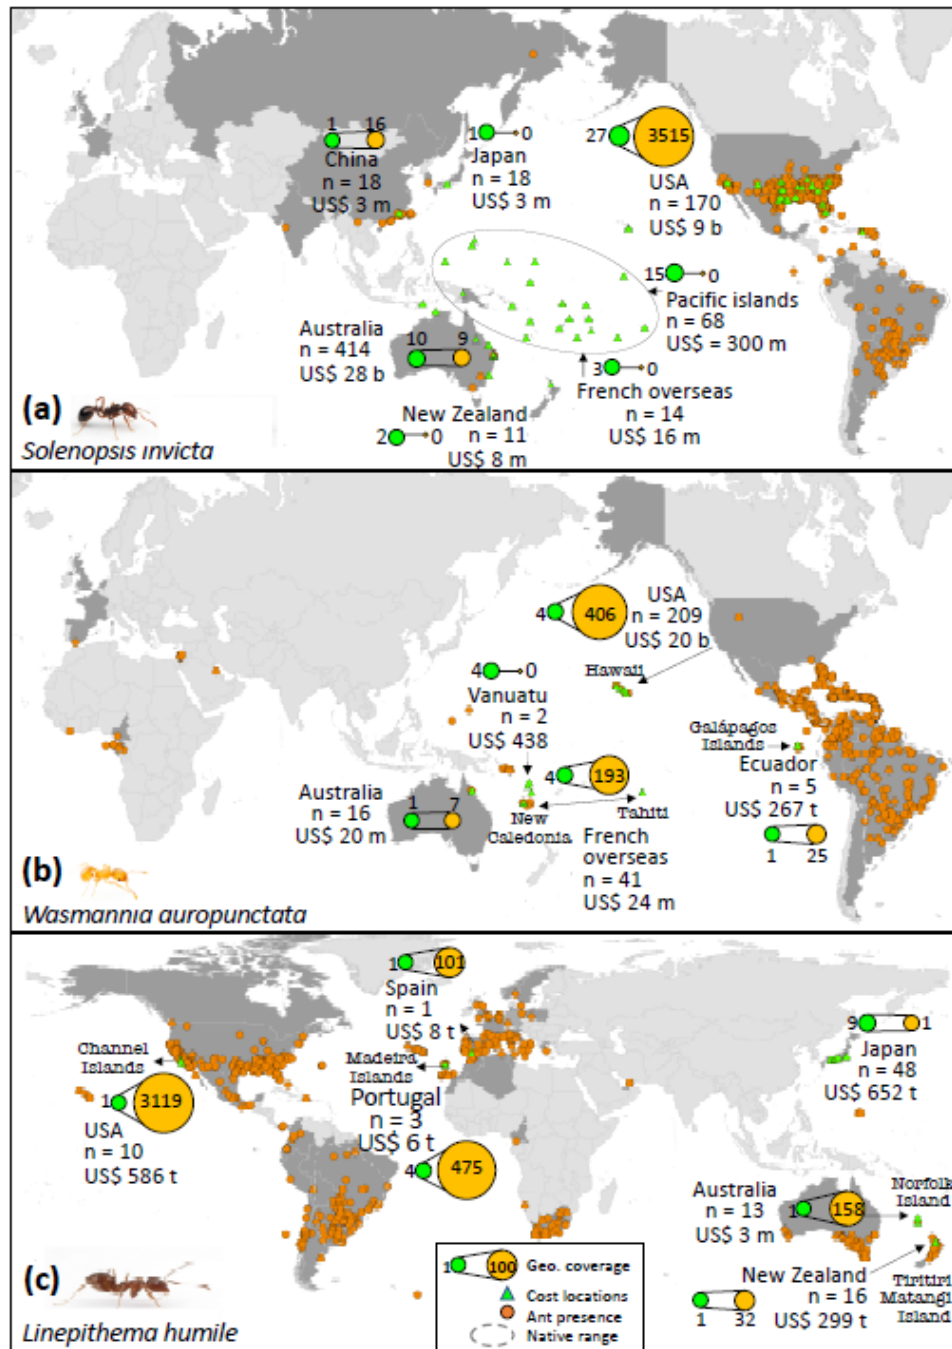 1 16
China
n = 18
US$ 3 m
1 0
Japan
n = 18
US$ 3 m
27 3515
USA
n = 170
US$ 9 b
15 0
Pacific islands
n = 68
US$ = 300 m
Australia
n = 414
US$ 28 b
10 9
3 0
French overseas
n = 14
US$ 16 m
New Zealand
2 0 n = 11
US$ 8 m
(a)
Solenopsis invicta
4 406
USA
n = 209
US$ 20 b
Hawaii
4 0
Vanuatu
n = 2
US$ 438
Galápagos
Islands
Ecuador
n = 5
US$ 267 t
1 25
4 193
Australia
n = 16
US$ 20 m
1 7
New
Caledonia
Tahiti
French
overseas
n = 41
US$ 24 m
(b)
Wasmannia auropunctata
1 101
Spain
n = 1
US$ 8 t
Channel
Islands
1 3119
USA
n = 10
US$ 586 t
Madeira
Islands
Portugal
n = 3
US$ 6 t
4 475
9 1
Japan
n = 48
US$ 652 t
Australia
n = 13
US$ 3 m
1 158
Norfolk
Island
New Zealand
n = 16
US$ 299 t
1 32
Tiritiri
Matangi
Island
(c)
Linepithema humile
1 100 Geo. coverage
Cost locations
Ant presence
Native range